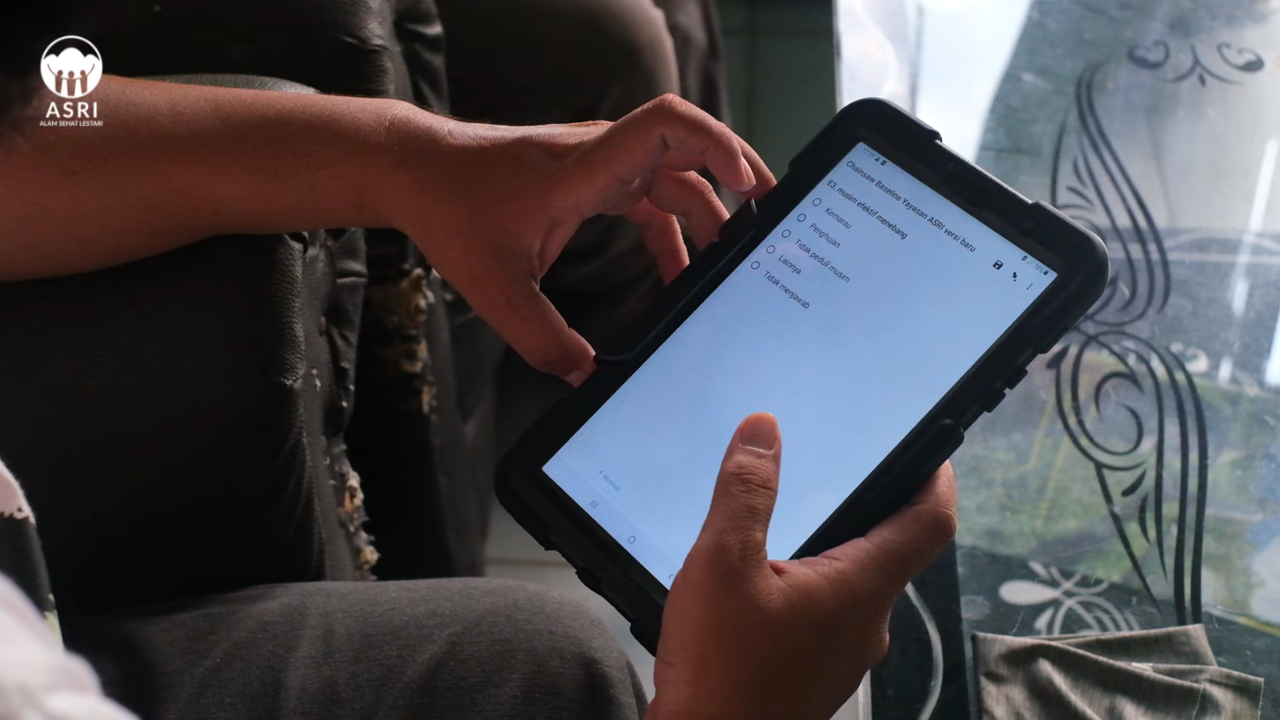 ASRI
ALAM SEHAT LESTARI
Chainsaw Baseline Yayasan ASRI versi baru
E3. musim efektif menebang
Kemarau
Penghujan
Tidak peduli musim
Lainya
Tidak menjawab